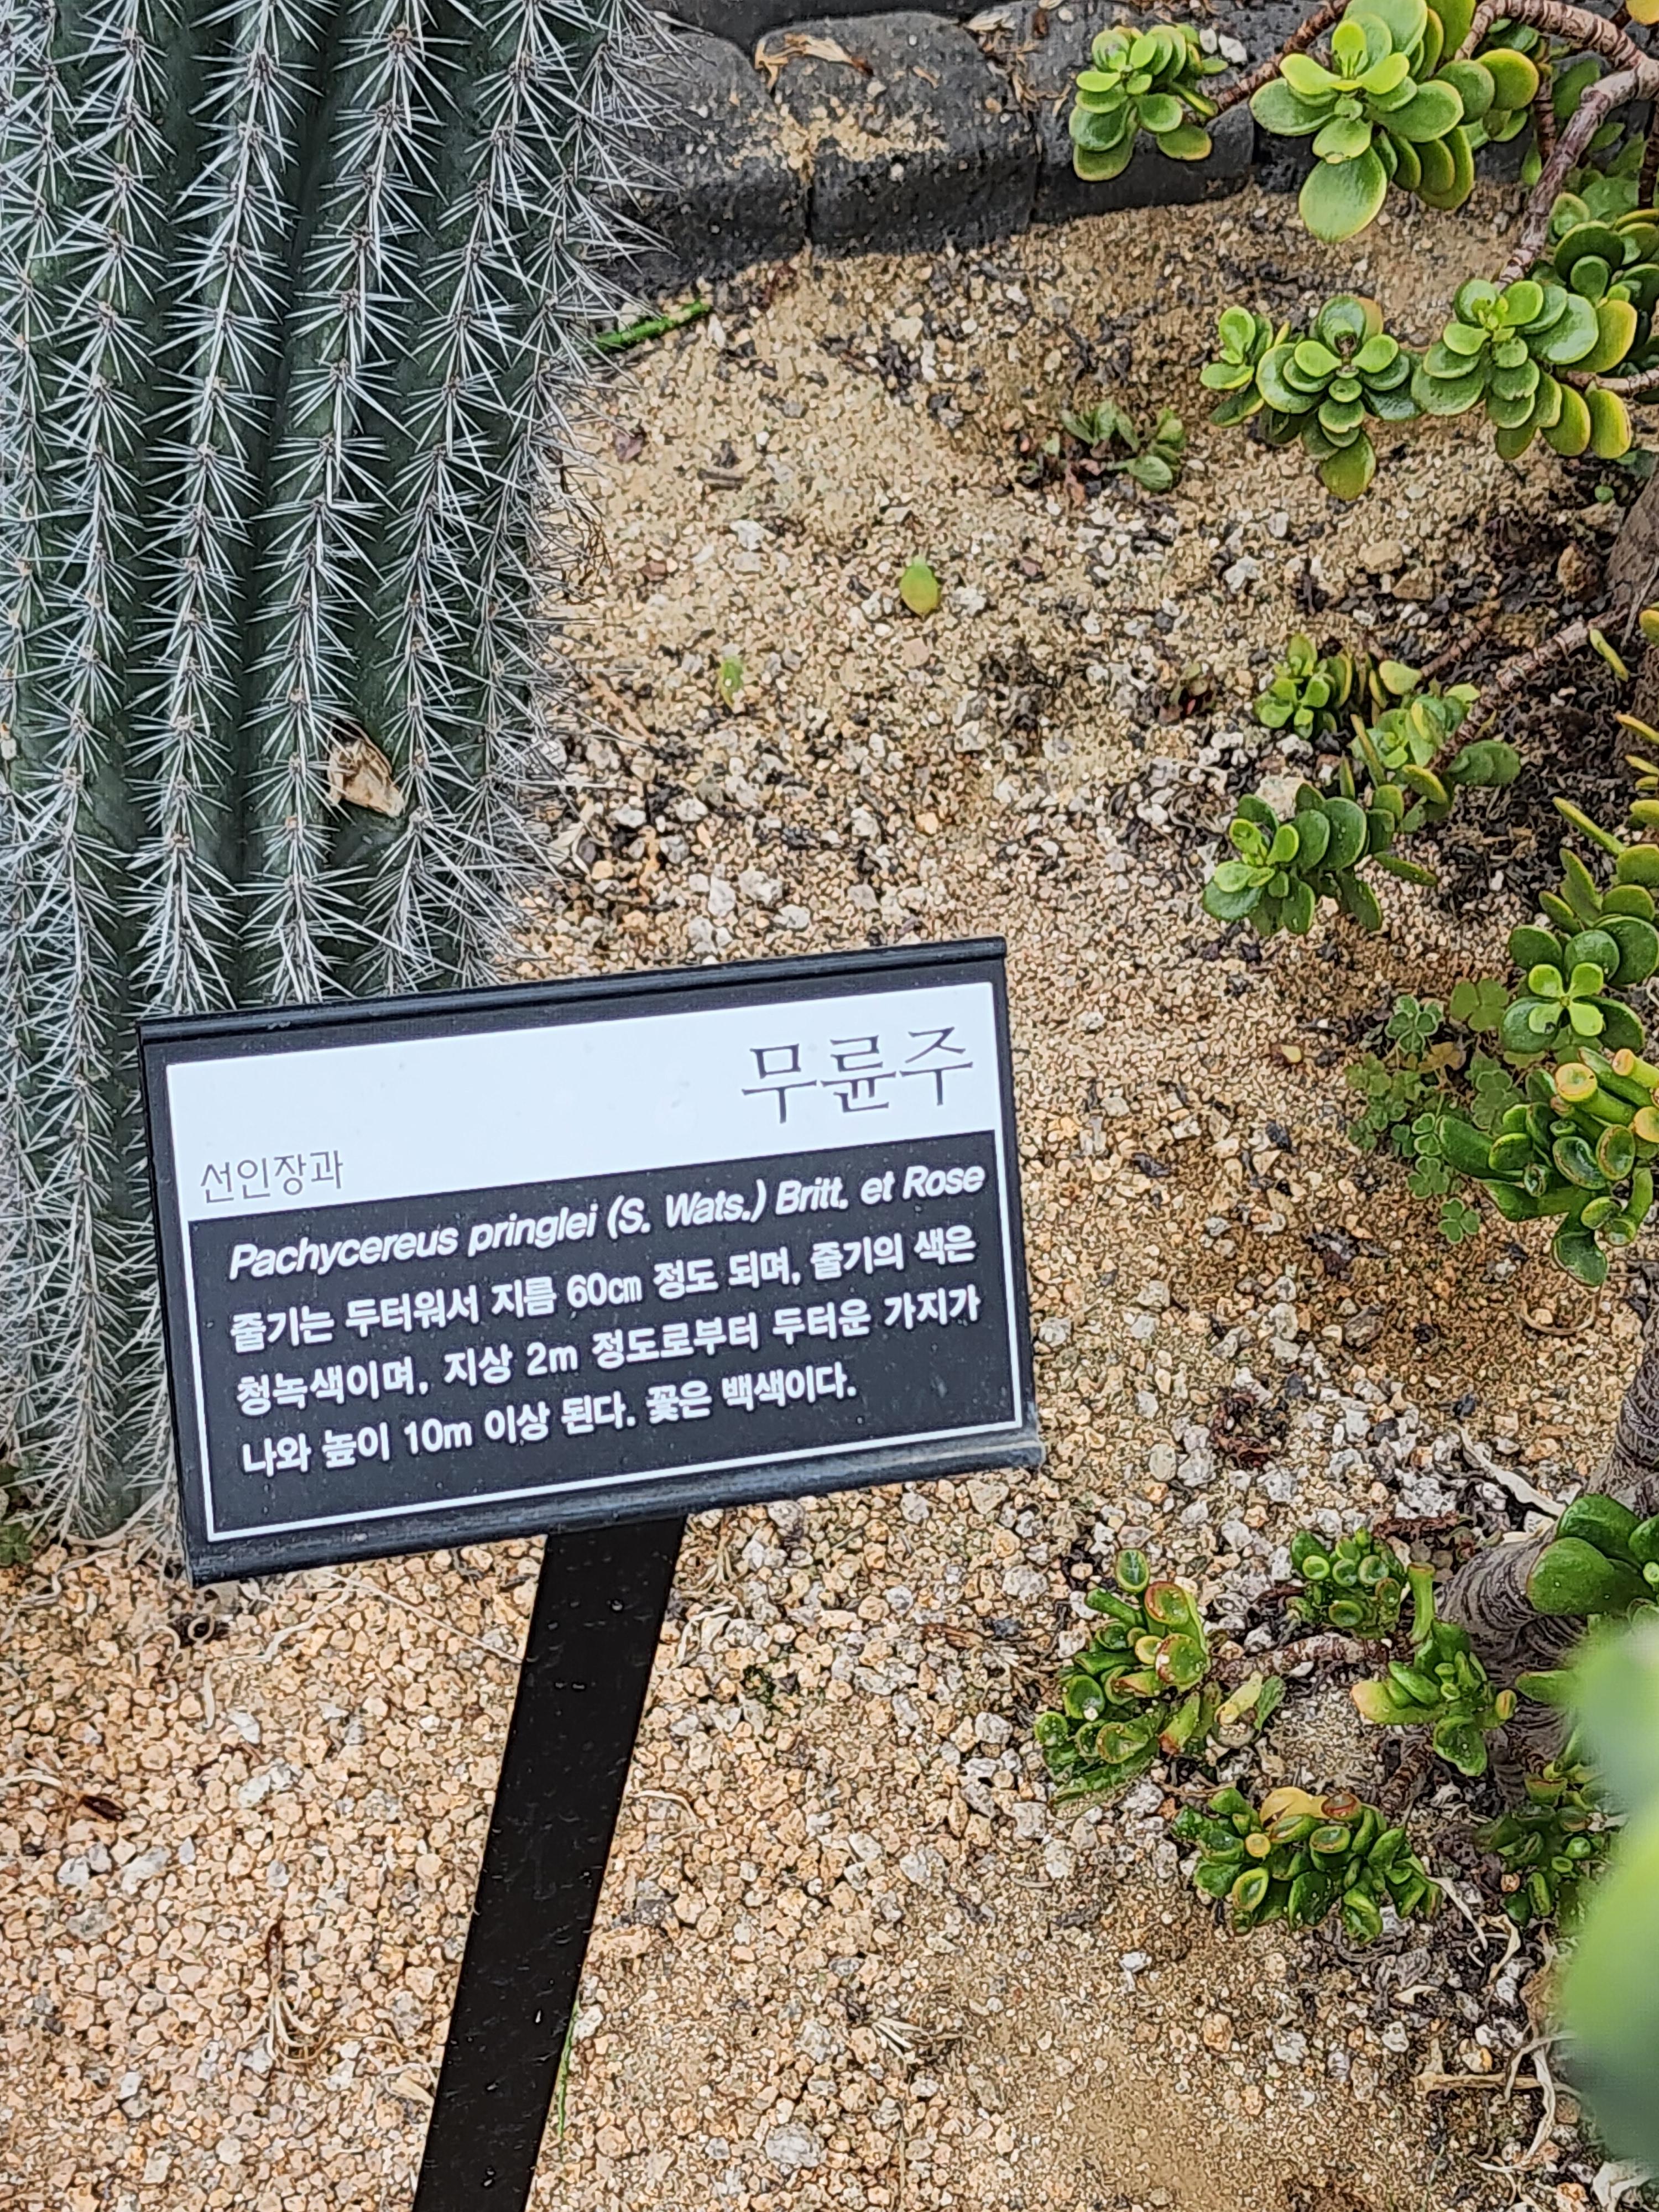 무륜주
선인장과
Pachycereus pringlei (S. Wats.) Britt. et Rose
줄기는 두터워서 지름 60㎝ 정도 되며, 줄기의 색은
청녹색이며, 지상 2m 정도로부터 두터운 가지가
나와 높이 10m 이상 된다. 꽃은 백색이다.